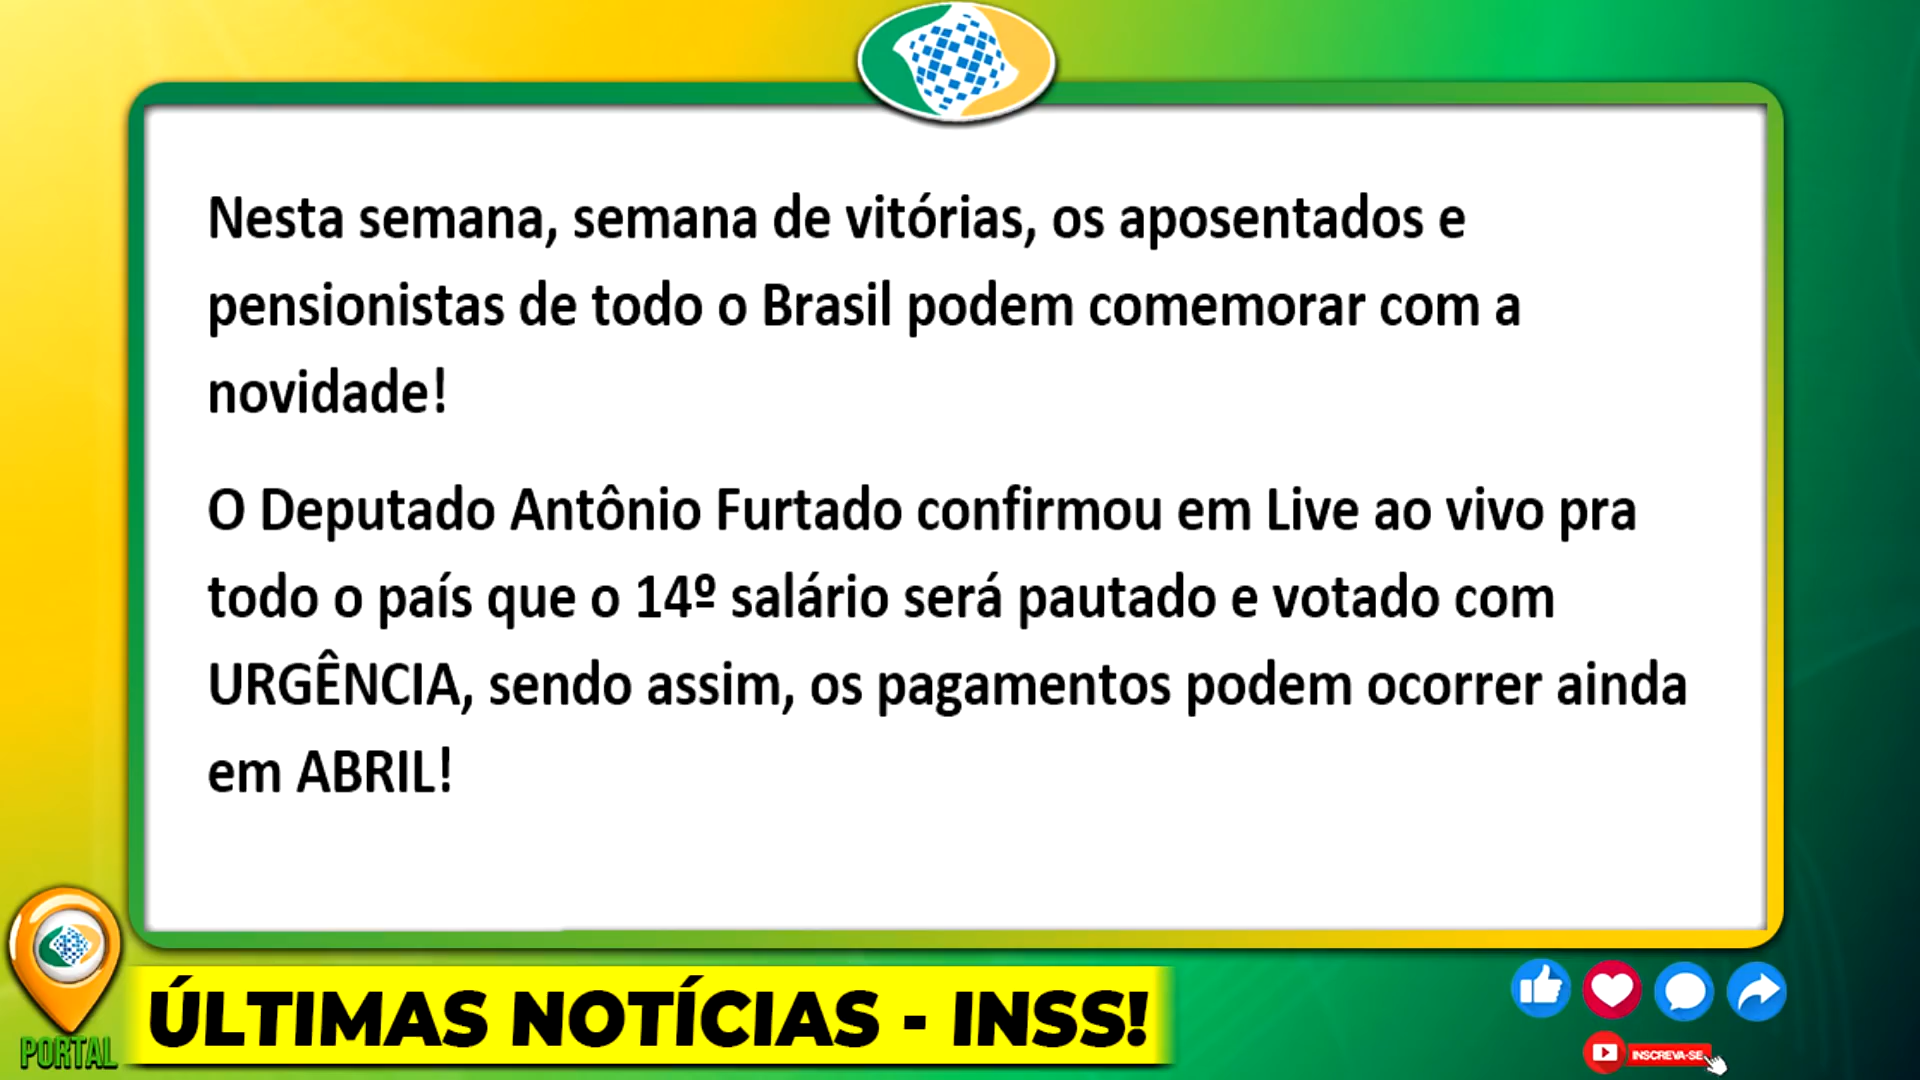 Nesta semana, semana de vitórias, os aposentados e
pensionistas de todo o Brasil podem comemorar com a
novidade!
O Deputado Antônio Furtado confirmou em Live ao vivo pra
todo o país que o 14º salário será pautado e votado com
URGÊNCIA, sendo assim, os pagamentos podem ocorrer ainda
em ABRIL!
PORTAL
ÚLTIMAS NOTÍCIAS - INSS!
INSCREVA-SE